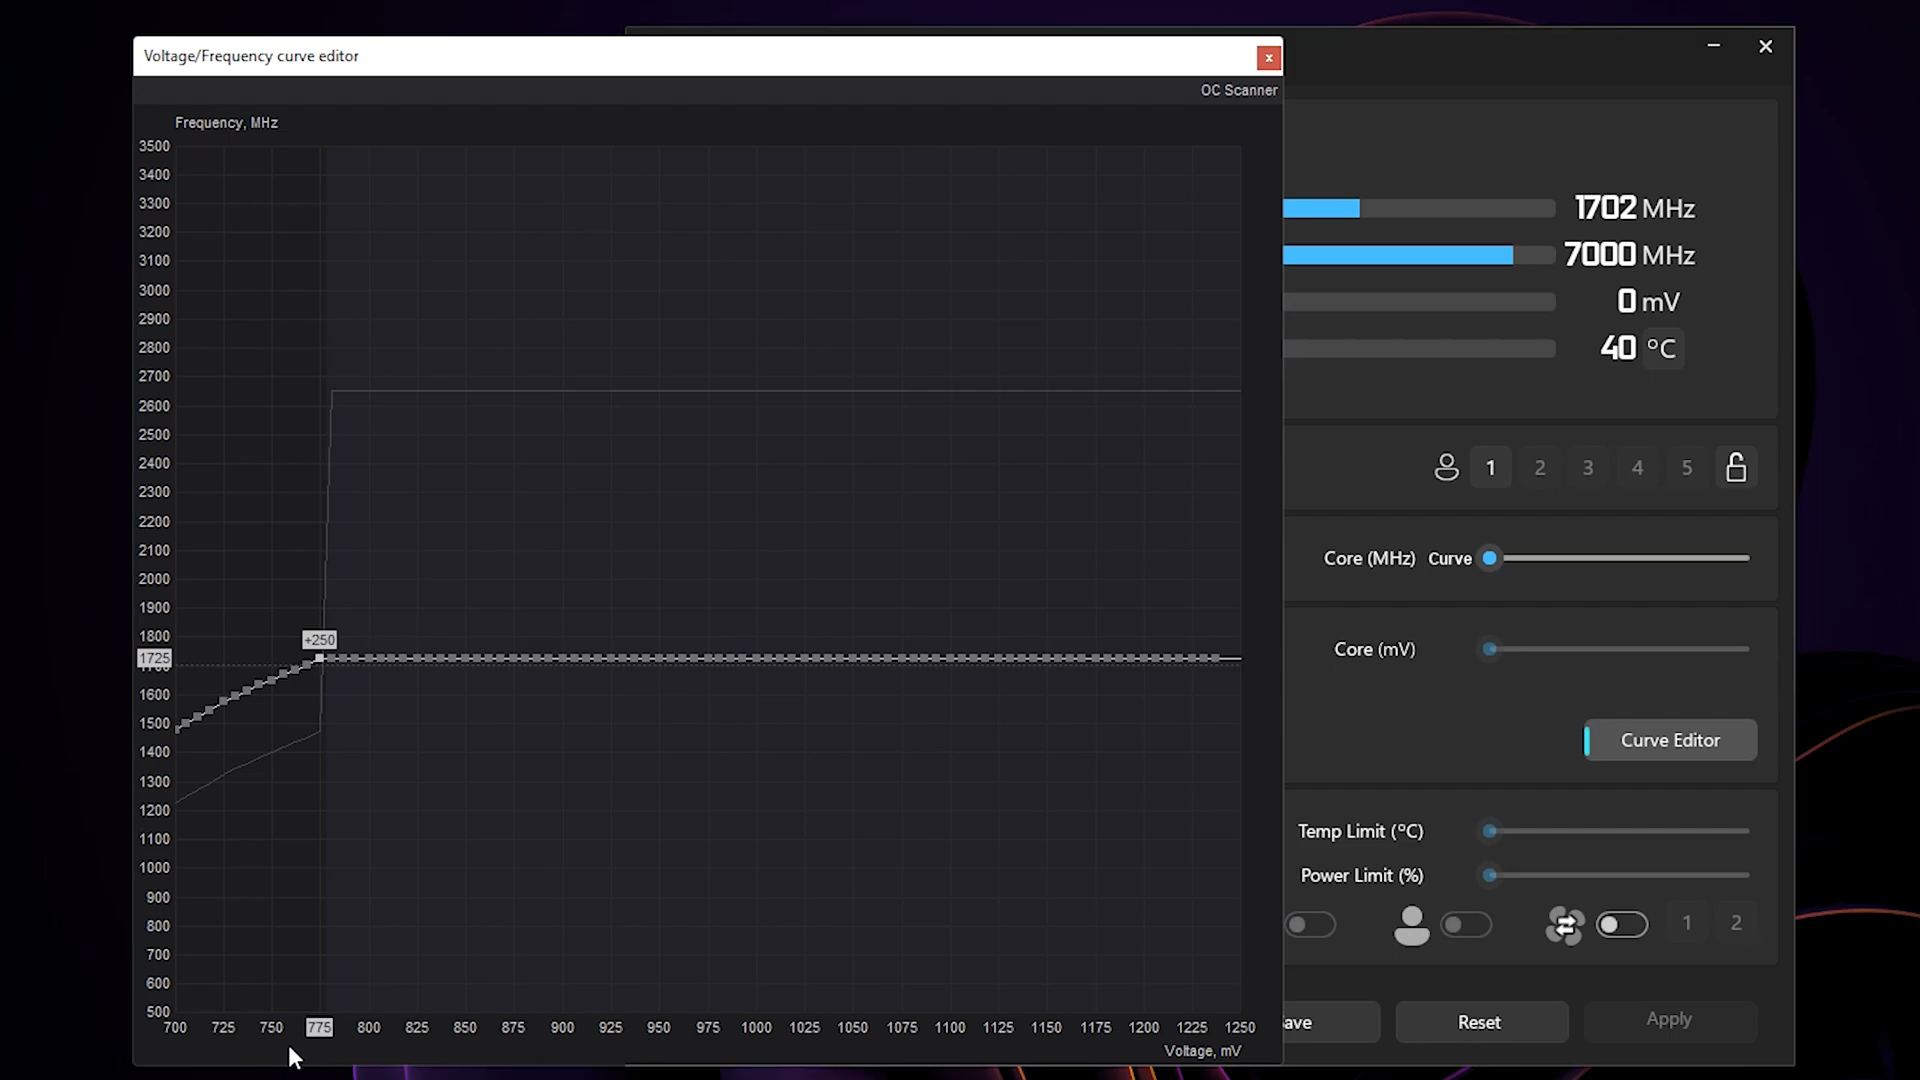 Voltage/Frequency curve editor
x
OC Scanner
Frequency, MHz
3500
3400
3300
3200
3100
3000
2900
2800
2700
2600
2500
2400
2300
2200
2100
2000
1900
1800
1725
1600
1500
1400
1300
1200
1100
1000
900
800
700
600
500
+250
700 725 750 775 800 825 850 875 900 925 950 975 1000 1025 1050 1075 1100 1125 1150 1175 1200 1225 1250
Voltage, mV
1702 MHz
7000 MHz
0 mV
40 °C
1 2 3 4 5
Core (MHz) Curve
Core (mV)
Curve Editor
Temp Limit (°C)
Power Limit (%)
1 2
ave Reset Apply